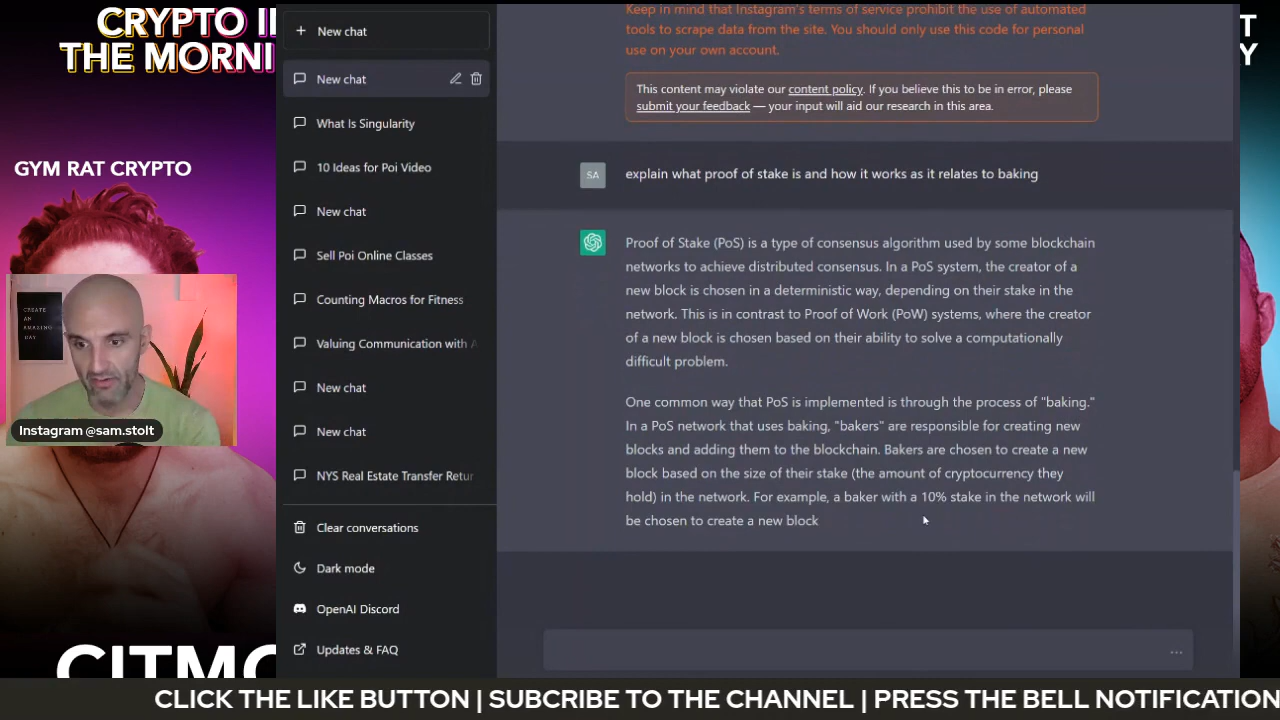 CRYPTO I
THE MORNI
GYM RAT CRYPTO
CREATE
AN
AMAZING
DAY
Instagram @sam.stolt
New chat
New chat
What Is Singularity
10 Ideas for Poi Video
New chat
Sell Poi Online Classes
Counting Macros for Fitness
Valuing Communication with A
New chat
New chat
NYS Real Estate Transfer Retur
Clear conversations
Dark mode
OpenAI Discord
Updates & FAQ
Keep in mind that Instagram's terms of service prohibit the use of automated
tools to scrape data from the site. You should only use this code for personal
use on your own account.
This content may violate our content policy. If you believe this to be in error, please
submit your feedback — your input will aid our research in this area.
SA
explain what proof of stake is and how it works as it relates to baking
Proof of Stake (PoS) is a type of consensus algorithm used by some blockchain
networks to achieve distributed consensus. In a PoS system, the creator of a
new block is chosen in a deterministic way, depending on their stake in the
network. This is in contrast to Proof of Work (PoW) systems, where the creator
of a new block is chosen based on their ability to solve a computationally
difficult problem.
One common way that PoS is implemented is through the process of "baking."
In a PoS network that uses baking, "bakers" are responsible for creating new
blocks and adding them to the blockchain. Bakers are chosen to create a new
block based on the size of their stake (the amount of cryptocurrency they
hold) in the network. For example, a baker with a 10% stake in the network will
be chosen to create a new block
...
T
Y
CITMO
CLICK THE LIKE BUTTON | SUBCRIBE TO THE CHANNEL | PRESS THE BELL NOTIFICATION